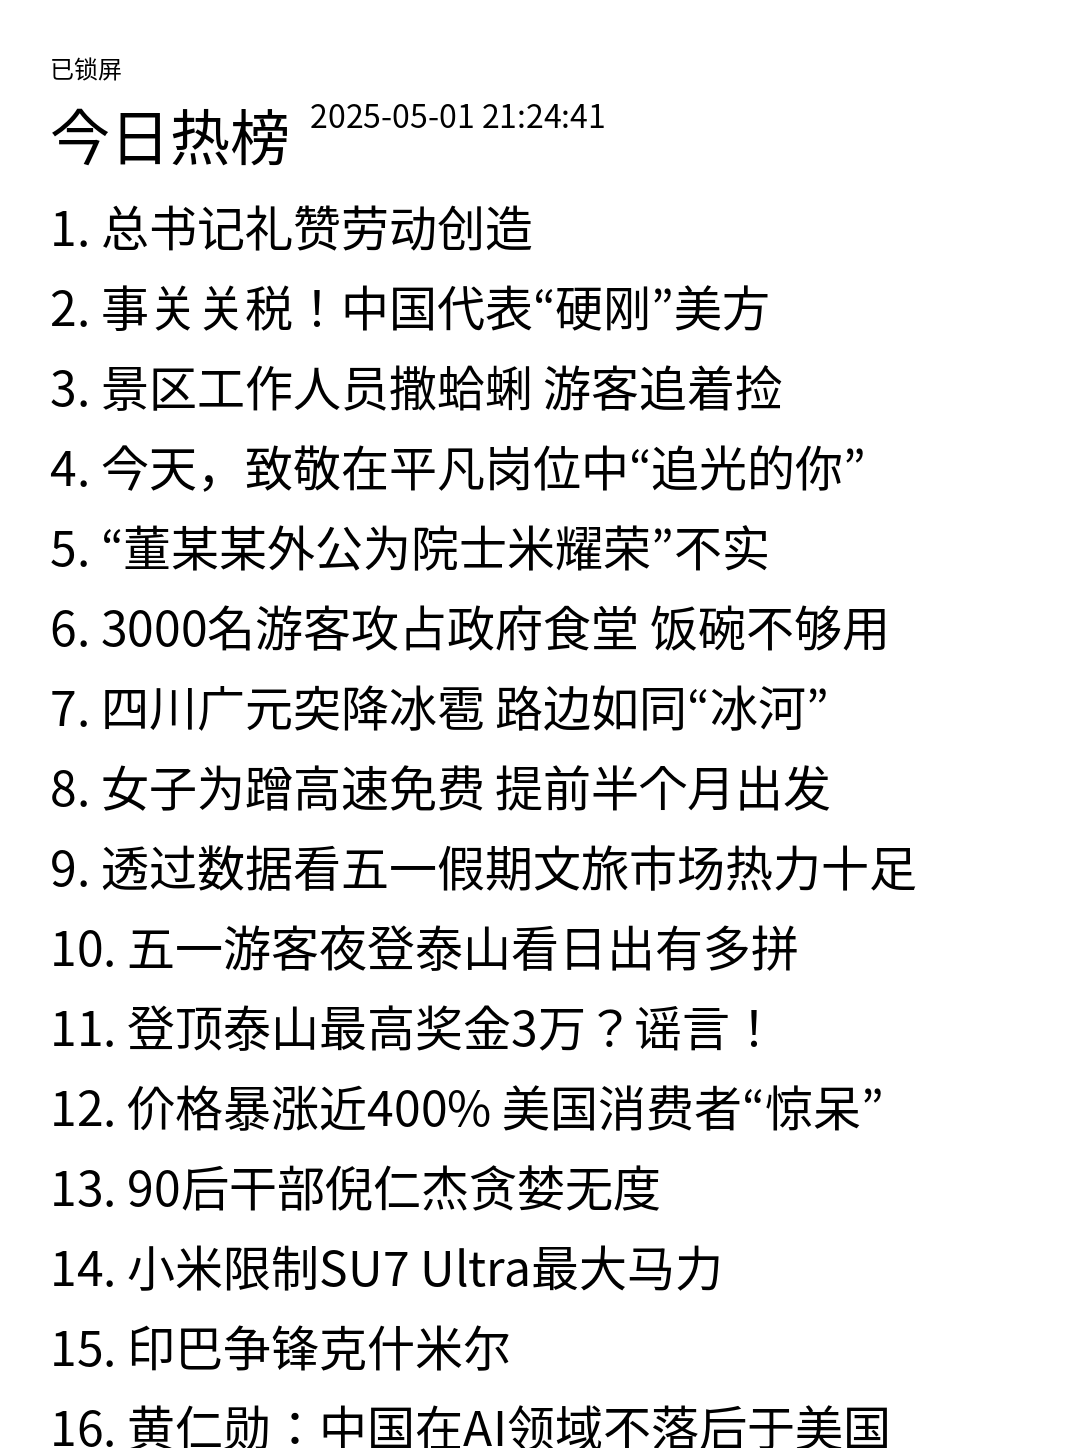 已锁屏
今日热榜 2025-05-01 21:24:41
1. 总书记礼赞劳动创造
2. 事关关税！中国代表“硬刚”美方
3. 景区工作人员撒蛤蜊 游客追着捡
4. 今天，致敬在平凡岗位中“追光的你”
5. “董某某外公为院士米耀荣”不实
6. 3000名游客攻占政府食堂 饭碗不够用
7. 四川广元突降冰雹 路边如同“冰河”
8. 女子为蹭高速免费 提前半个月出发
9. 透过数据看五一假期文旅市场热力十足
10. 五一游客夜登泰山看日出有多拼
11. 登顶泰山最高奖金3万？谣言！
12. 价格暴涨近400% 美国消费者“惊呆”
13. 90后干部倪仁杰贪婪无度
14. 小米限制SU7 Ultra最大马力
15. 印巴争锋克什米尔
16. 黄仁勋：中国在AI领域不落后于美国